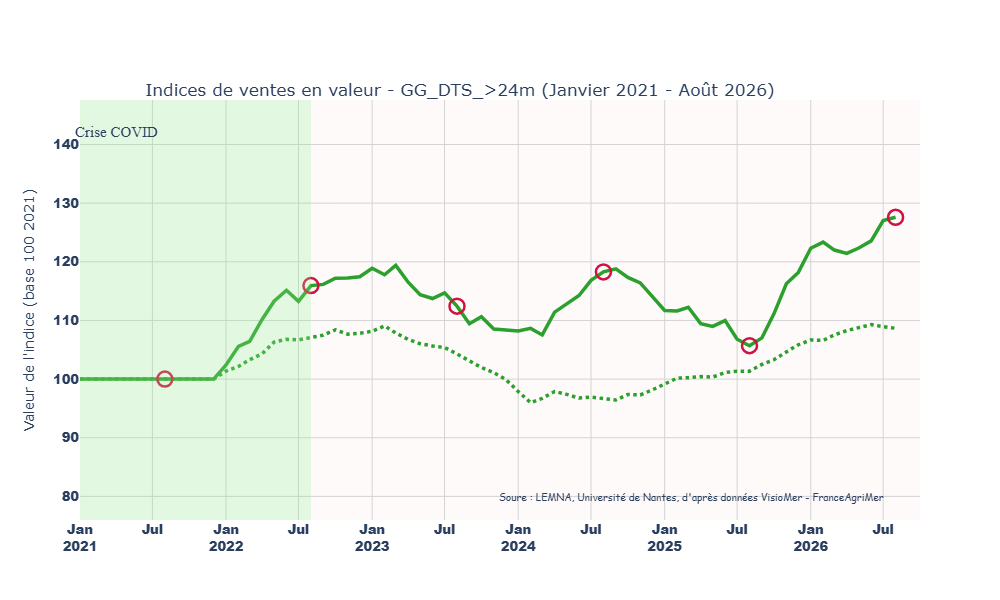 Indices de ventes en valeur - GG_DTS_>24m (Janvier 2021 - Août 2026)
Crise COVID
Valeur de l'indice (base 100 2021)
140
130
120
110
100
90
80
Soure : LEMNA, Université de Nantes, d'après données VisioMer - FranceAgriMer
Jan Jul Jan Jul Jan Jul Jan Jul Jan Jul Jan Jul
2021 2022 2023 2024 2025 2026